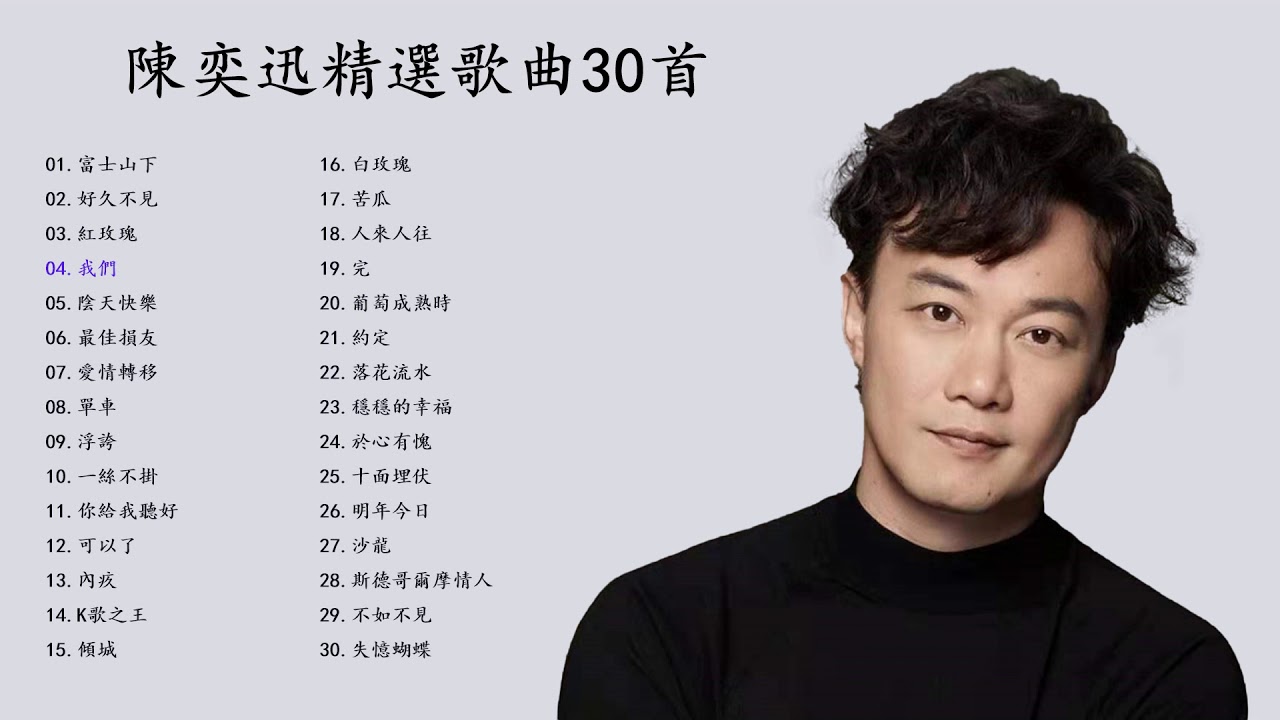 陳奕迅精選歌曲30首
01.富士山下
02.好久不見
03.紅玫瑰
04.我們
05.陰天快樂
06.最佳損友
07.愛情轉移
08.單車
09.浮誇
10.一絲不掛
11.你給我聽好
12.可以了
13.內疚
14.K歌之王
15.傾城
16.白玫瑰
17.苦瓜
18.人來人往
19.完
20.葡萄成熟時
21.約定
22.落花流水
23.穩穩的幸福
24.於心有愧
25.十面埋伏
26.明年今日
27.沙龍
28.斯德哥爾摩情人
29.不如不見
30.失憶蝴蝶